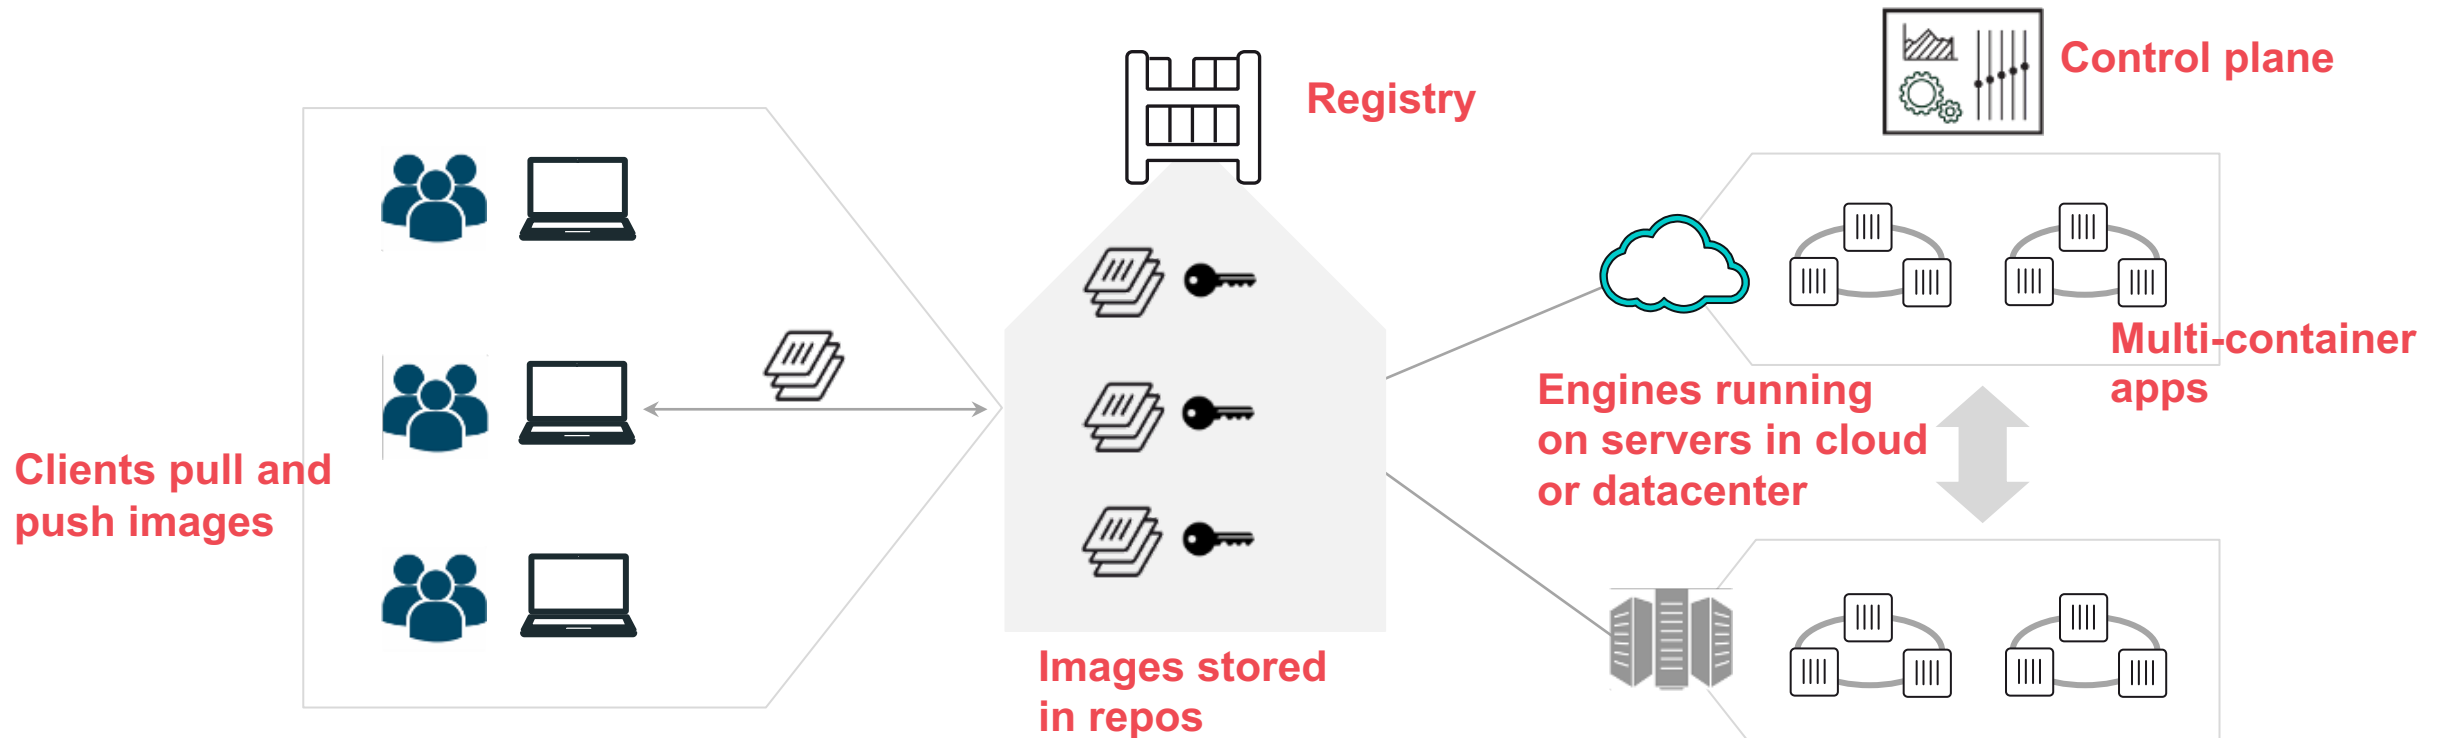 Control plane
Registry
Multi-container
apps
Engines running
on servers in cloud
or datacenter
Clients pull and
push images
Images stored
in repos